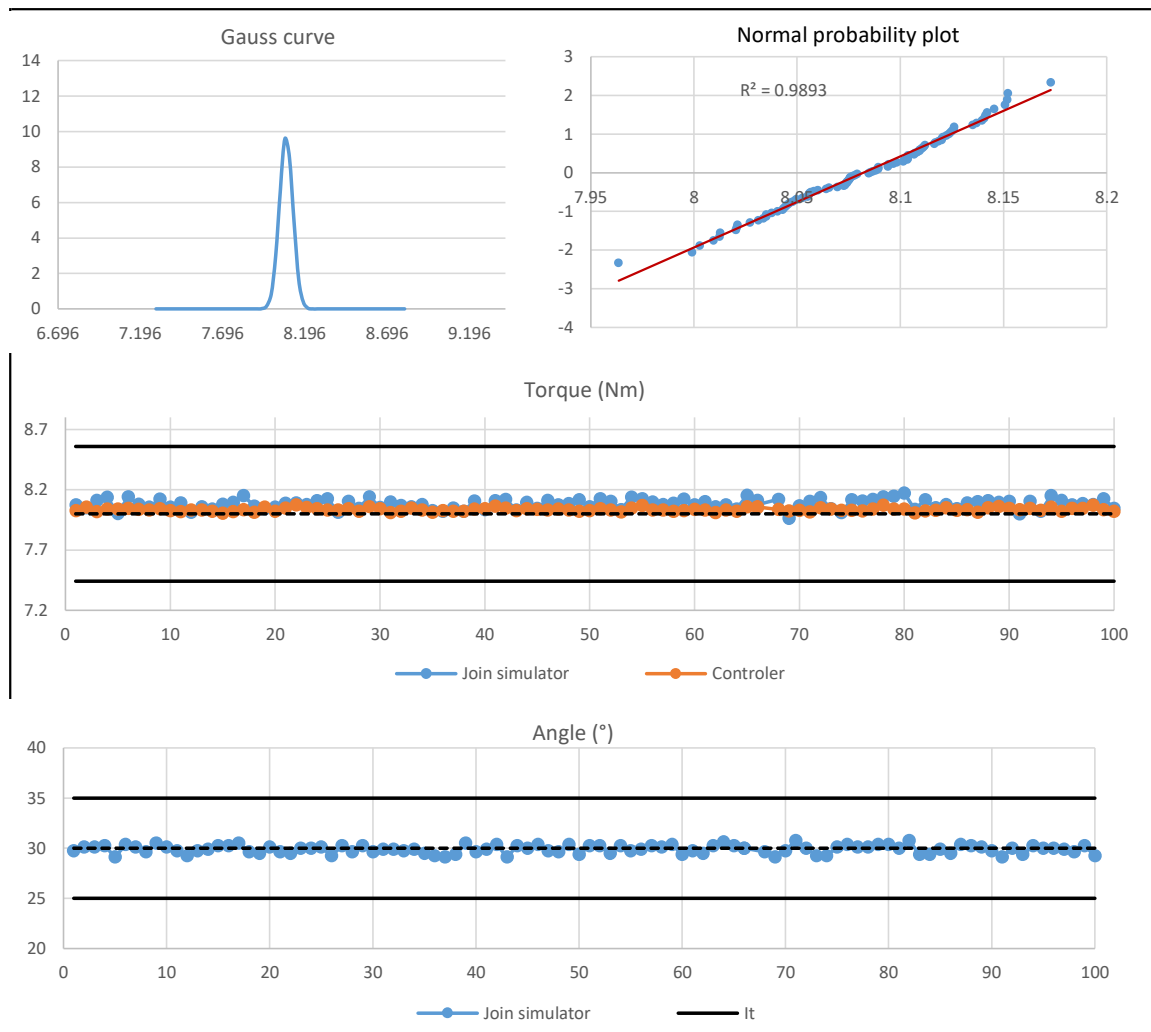 Gauss curve
14
12
10
8
6
4
2
0
6.696 7.196 7.696 8.196 8.696 9.196
Normal probability plot
R² = 0.9893
3
2
1
0
-1
-2
-3
-4
7.95 8 8.05 8.1 8.15 8.2
Torque (Nm)
8.7
8.2
7.7
7.2
0 10 20 30 40 50 60 70 80 90 100
Join simulator Controler
Angle (°)
40
35
30
25
20
0 10 20 30 40 50 60 70 80 90 100
Join simulator It